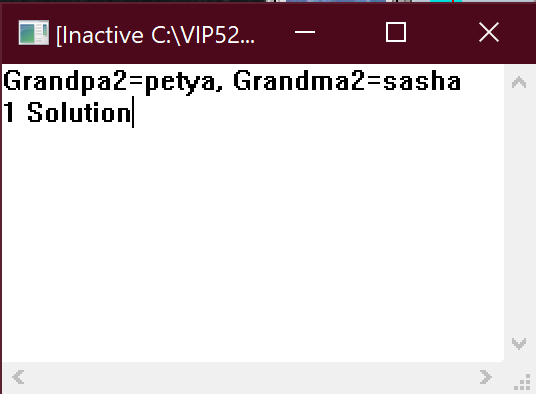 [Inactive C:\VIP52...
Grandpa2=petya, Grandma2=sasha
1 Solution